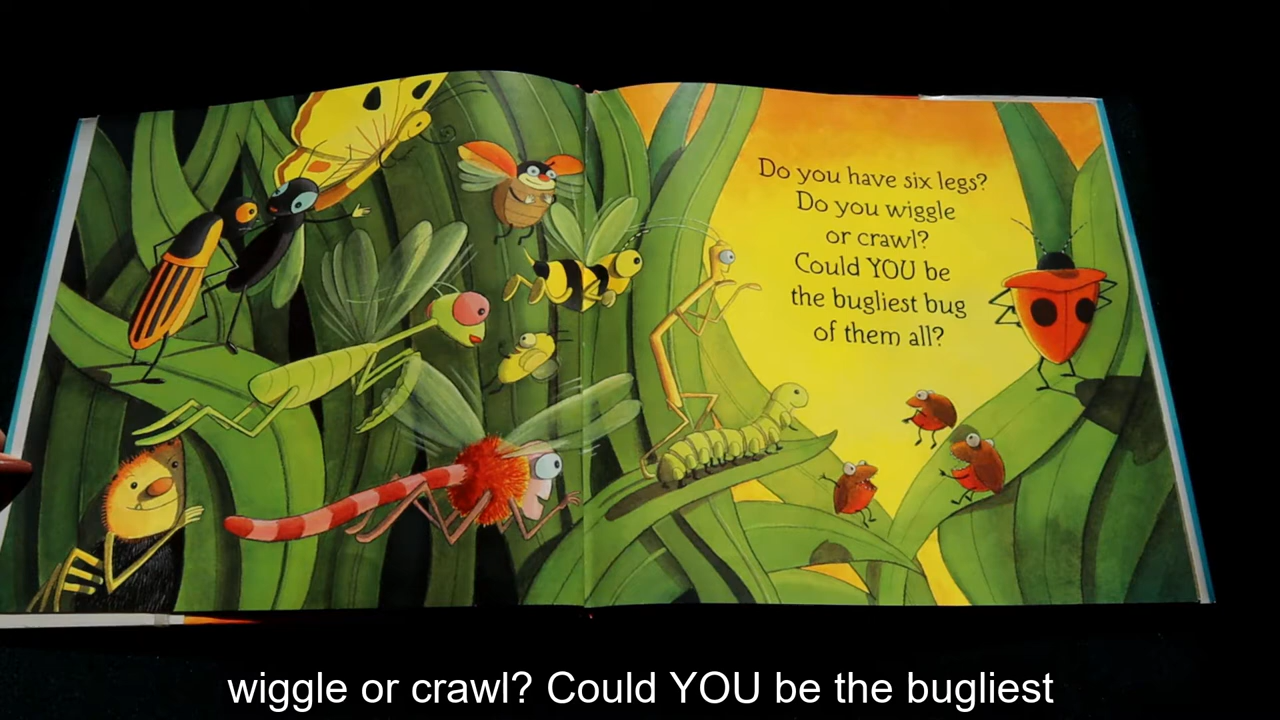 Do you have six legs?
Do you wiggle
or crawl?
Could YOU be
the bugliest bug
of them all?
wiggle or crawl? Could YOU be the bugliest